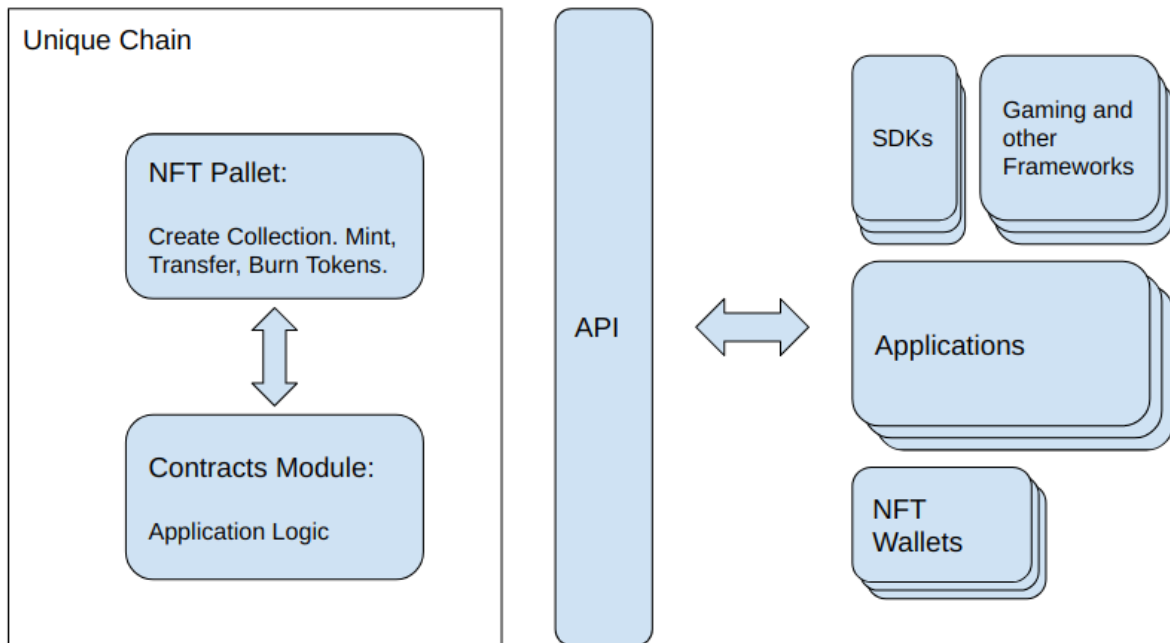 Unique Chain
NFT Pallet:
Create Collection. Mint,
Transfer, Burn Tokens.
Contracts Module:
Application Logic
API
SDKs
Gaming and
other
Frameworks
Applications
NFT
Wallets